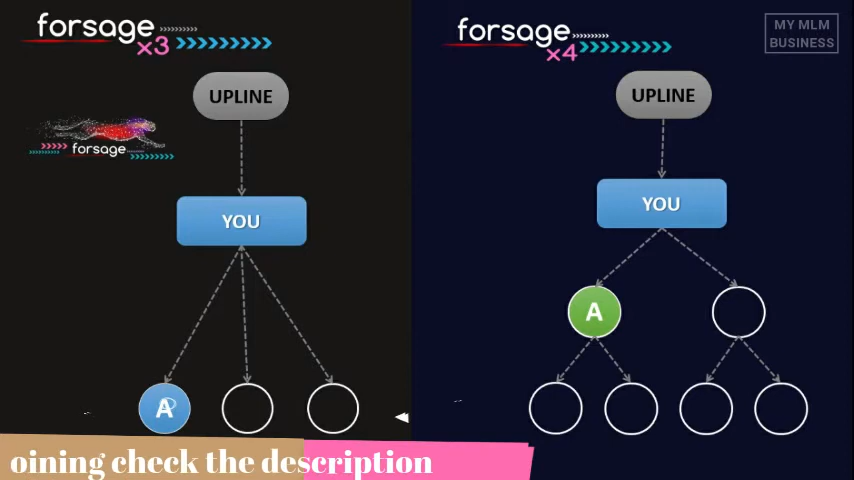 forsage
x3
UPLINE
forsage
YOU
A
forsage
x4
MY MLM
BUSINESS
UPLINE
YOU
A
oining check the description